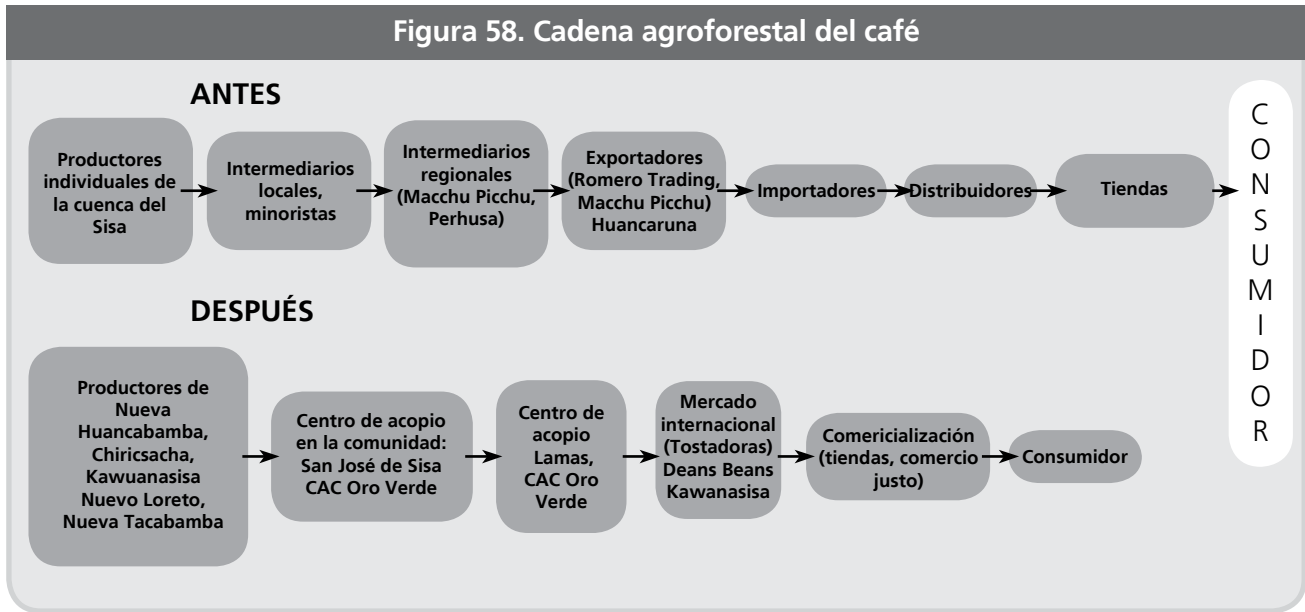 Figura 58. Cadena agroforestal del café
ANTES
Productores
individuales de
la cuenca del
Sisa
Intermediarios
locales,
minoristas
Intermediarios
regionales
(Macchu Picchu,
Perhusa)
Exportadores
(Romero Trading,
Macchu Picchu)
Huancaruna
Importadores
Distribuidores
Tiendas
C
O
N
S
U
M
I
D
O
R
DESPUÉS
Productores de
Nueva
Huancabamba,
Chiricsacha,
Kawuanasisa
Nuevo Loreto,
Nueva Tacabamba
Centro de acopio
en la comunidad:
San José de Sisa
CAC Oro Verde
Centro de
acopio
Lamas,
CAC Oro
Verde
Mercado
internacional
(Tostadoras)
Deans Beans
Kawanasisa
Comericialización
(tiendas, comercio
justo)
Consumidor